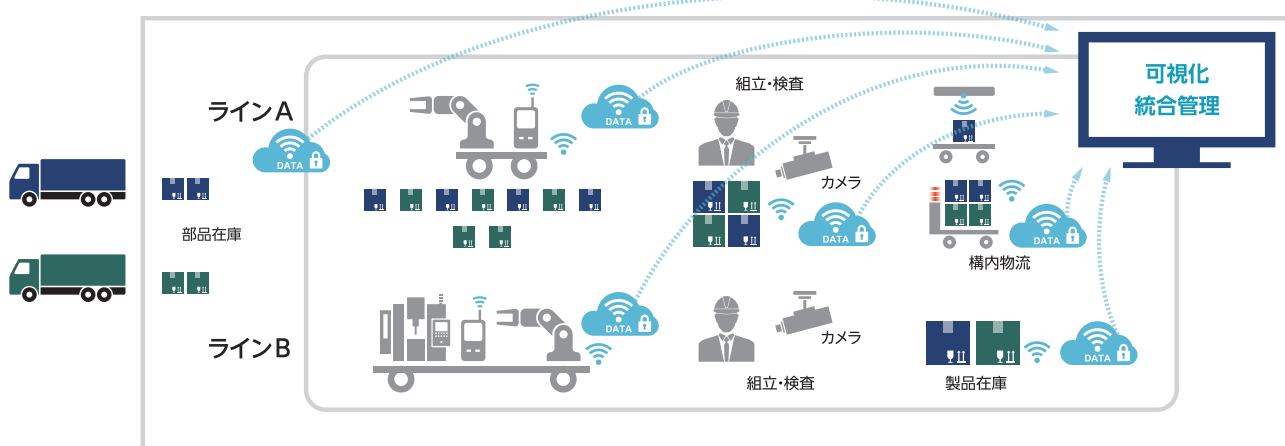 可視化
統合管理
ラインA
DATA
DATA
組立・検査
カメラ
部品在庫
DATA
DATA
構内物流
ラインB
DATA
組立・検査
カメラ
製品在庫
DATA